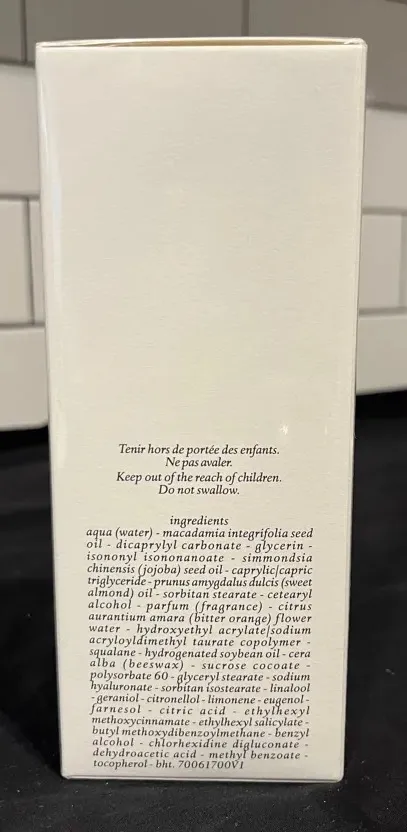 Tenir hors de portée des enfants.
Ne pas avaler.
Keep out of the reach of children.
Do not swallow.
ingredients
aqua (water) - macadamia integrifolia seed
oil - dicaprylyl carbonate - glycerin -
isononyl isononanoate - simmondsia
chinensis (jojoba) seed oil - caprylic/capric
triglyceride - prunus amygdalus dulcis (sweet
almond) oil - sorbitan stearate - cetearyl
alcohol - parfum (fragrance) - citrus
aurantium amara (bitter orange) flower
water - hydroxyethyl acrylate/sodium
acryloyldimethyl taurate copolymer -
squalane - hydrogenated soybean oil - cera
alba (beeswax) - sucrose cocoate -
polysorbate 60 - glyceryl stearate - sodium
hyaluronate - sorbitan isostearate - linalool
- geraniol - citronellol - limonene - eugenol -
farnesol - citric acid - ethylhexyl
methoxycinnamate - ethylhexyl salicylate -
butyl methoxydibenzoylmethane - benzyl
alcohol - chlorhexidine digluconate -
dehydroacetic acid - methyl benzoate -
tocopherol - bht. 70061700V1